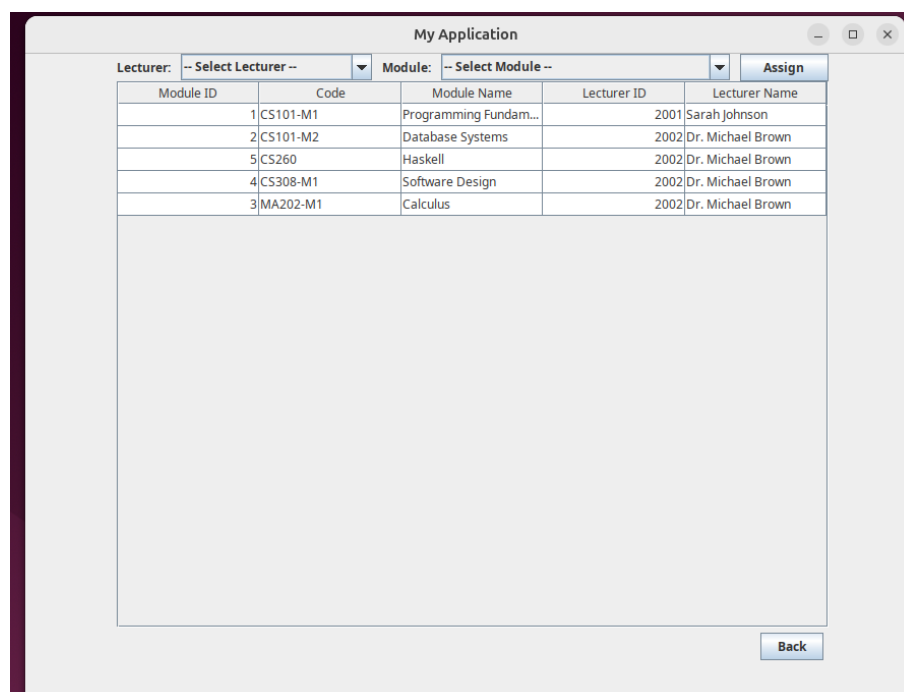 My Application
Lecturer: -- Select Lecturer -- Module: -- Select Module -- Assign
Module ID Code Module Name Lecturer ID Lecturer Name
1 CS101-M1 Programming Fundam... 2001 Sarah Johnson
2 CS101-M2 Database Systems 2002 Dr. Michael Brown
5 CS260 Haskell 2002 Dr. Michael Brown
4 CS308-M1 Software Design 2002 Dr. Michael Brown
3 MA202-M1 Calculus 2002 Dr. Michael Brown
Back